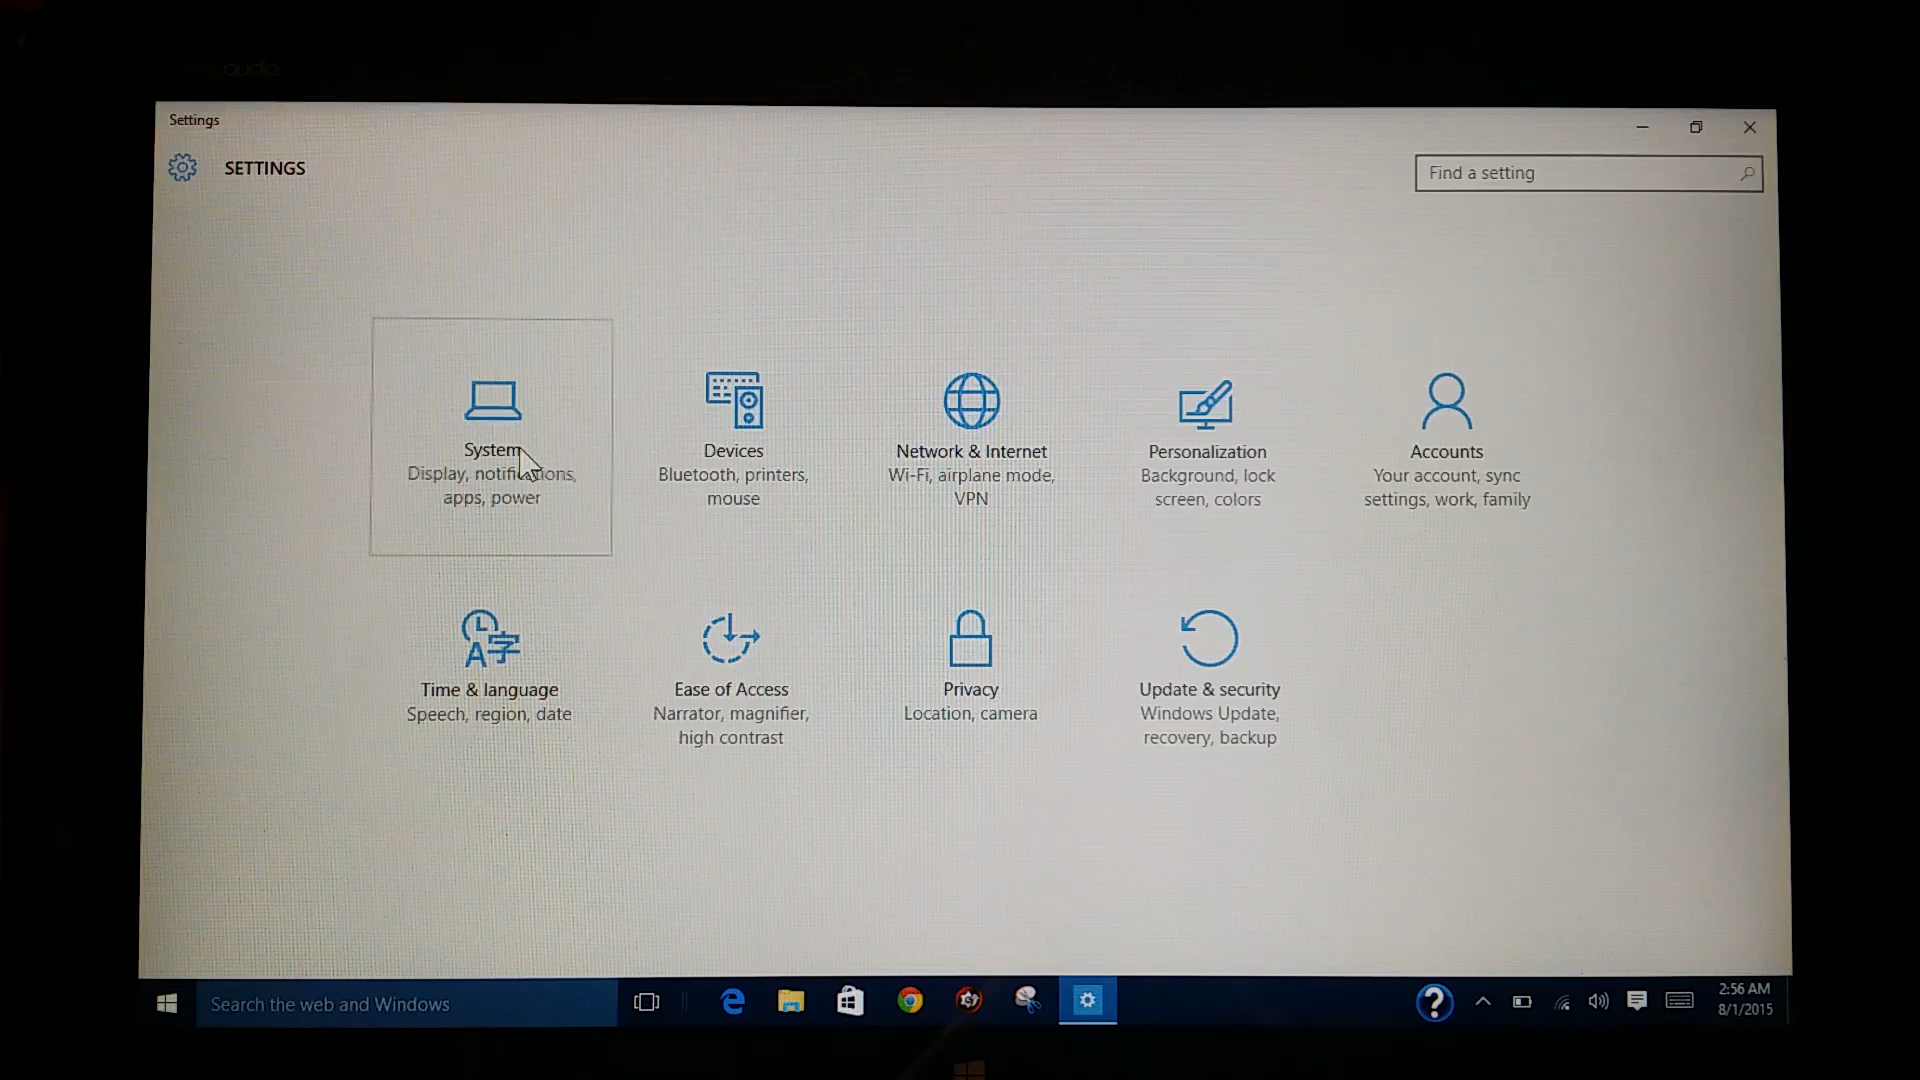 audio
Settings
SETTINGS
Find a setting
System
Display, notifications,
apps, power
Devices
Bluetooth, printers,
mouse
Network & Internet
Wi-Fi, airplane mode,
VPN
Personalization
Background, lock
screen, colors
Accounts
Your account, sync
settings, work, family
Time & language
Speech, region, date
Ease of Access
Narrator, magnifier,
high contrast
Privacy
Location, camera
Update & security
Windows Update,
recovery, backup
Search the web and Windows
2:56 AM
8/1/2015